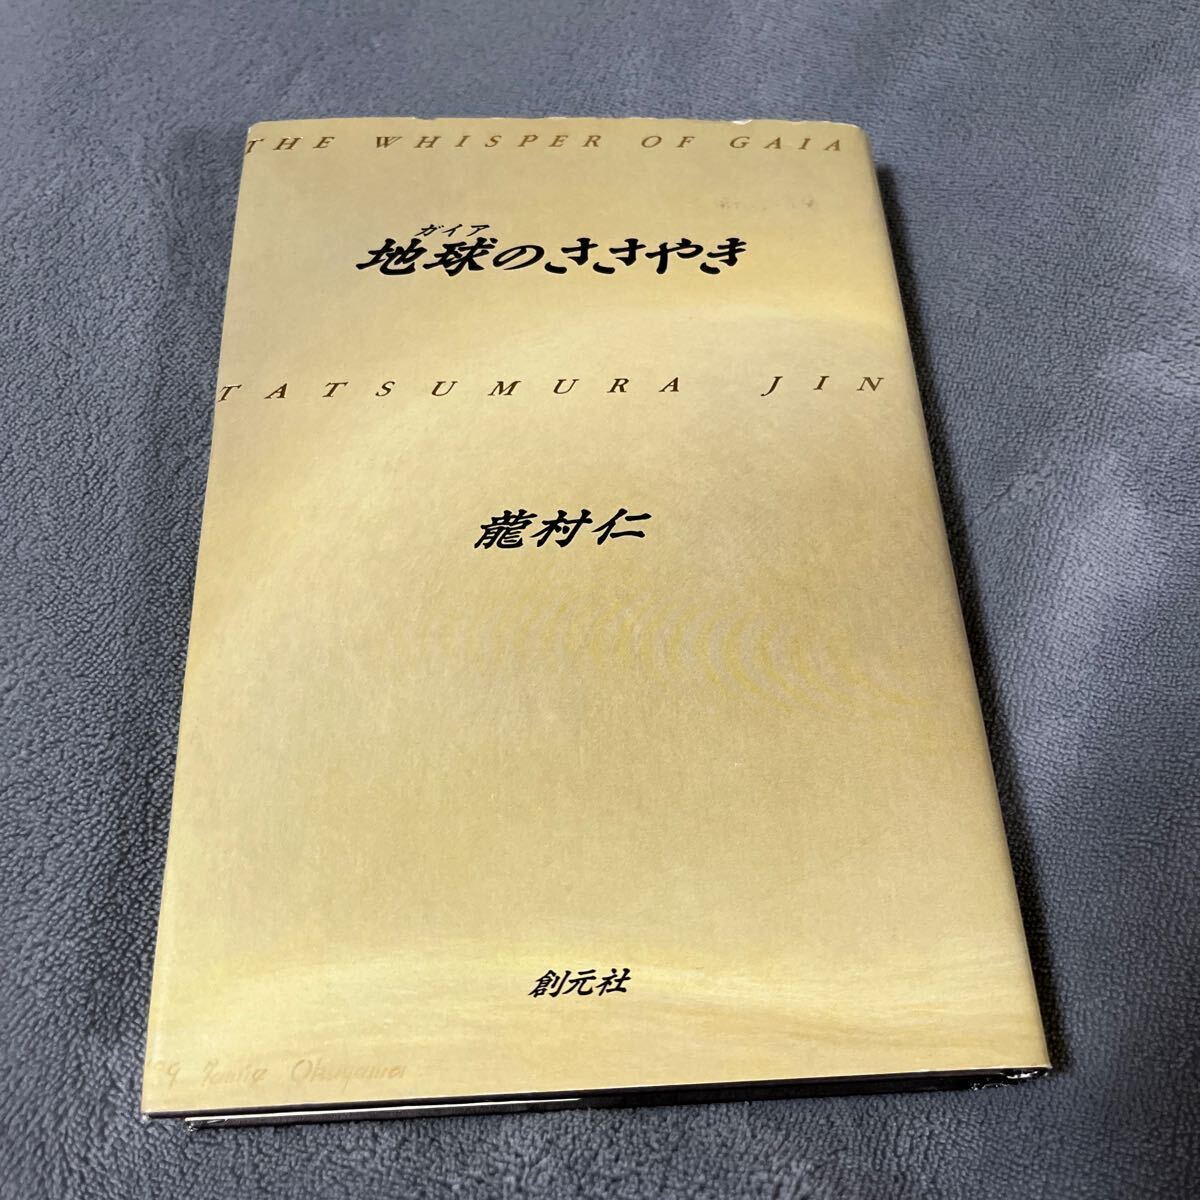 THE WHISPER OF GAIA
ガイア
地球のささやき
TATSUMURA JIN
龍村仁
創元社
Okuyama